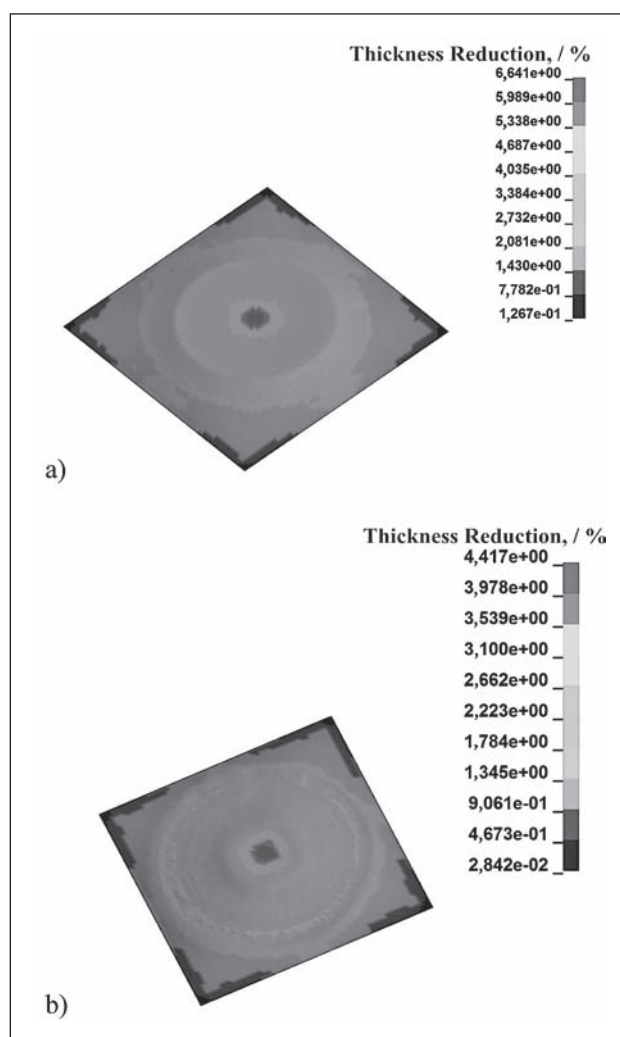 Thickness Reduction, / %
6,641e+00
5,989e+00
5,338e+00
4,687e+00
4,035e+00
3,384e+00
2,732e+00
2,081e+00
1,430e+00
7,782e-01
1,267e-01
a)
Thickness Reduction, / %
4,417e+00
3,978e+00
3,539e+00
3,100e+00
2,662e+00
2,223e+00
1,784e+00
1,345e+00
9,061e-01
4,673e-01
2,842e-02
b)